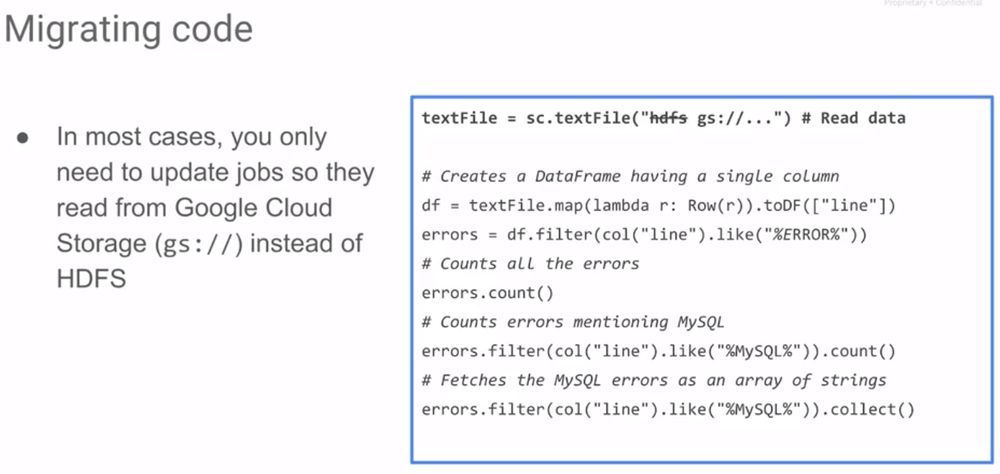 Proprietary + Confidential
Migrating code
● In most cases, you only
need to update jobs so they
read from Google Cloud
Storage (gs://) instead of
HDFS
textFile = sc.textFile("hdfs gs://...") # Read data
# Creates a DataFrame having a single column
df = textFile.map(lambda r: Row(r)).toDF(["line"])
errors = df.filter(col("line").like("%ERROR%"))
# Counts all the errors
errors.count()
# Counts errors mentioning MySQL
errors.filter(col("line").like("%MySQL%")).count()
# Fetches the MySQL errors as an array of strings
errors.filter(col("line").like("%MySQL%")).collect()